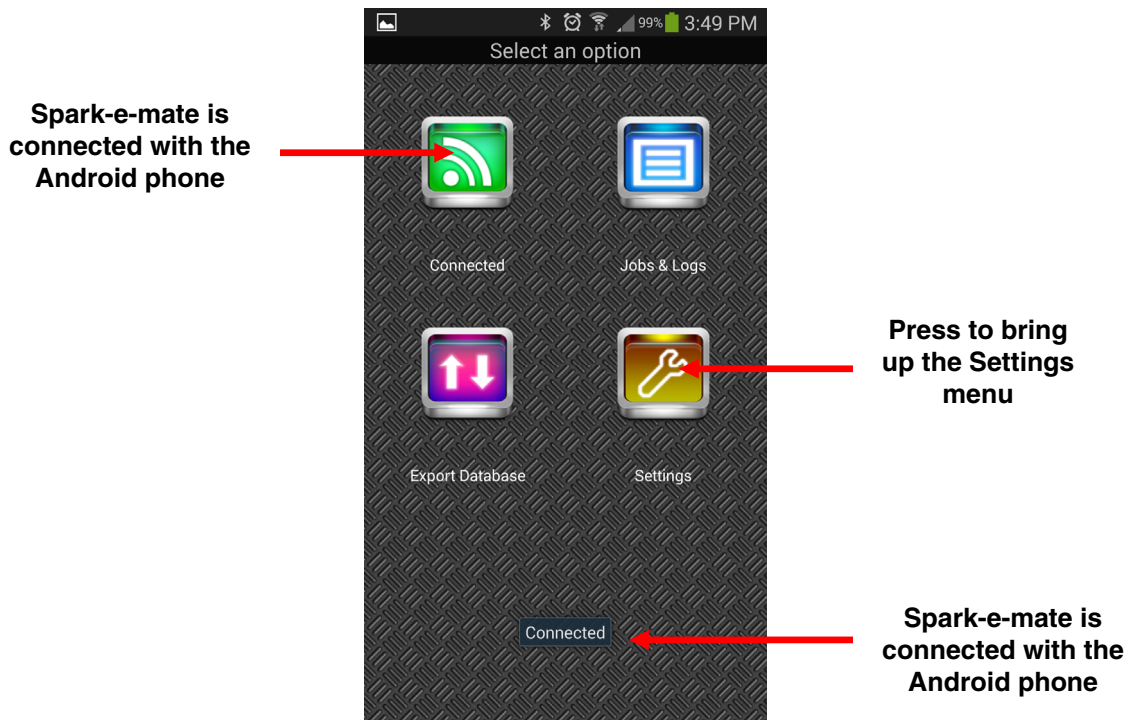 99% 3:49 PM
Select an option
Spark-e-mate is
connected with the
Android phone
Connected
Jobs & Logs
Press to bring
up the Settings
menu
Export Database
Settings
Connected
Spark-e-mate is
connected with the
Android phone